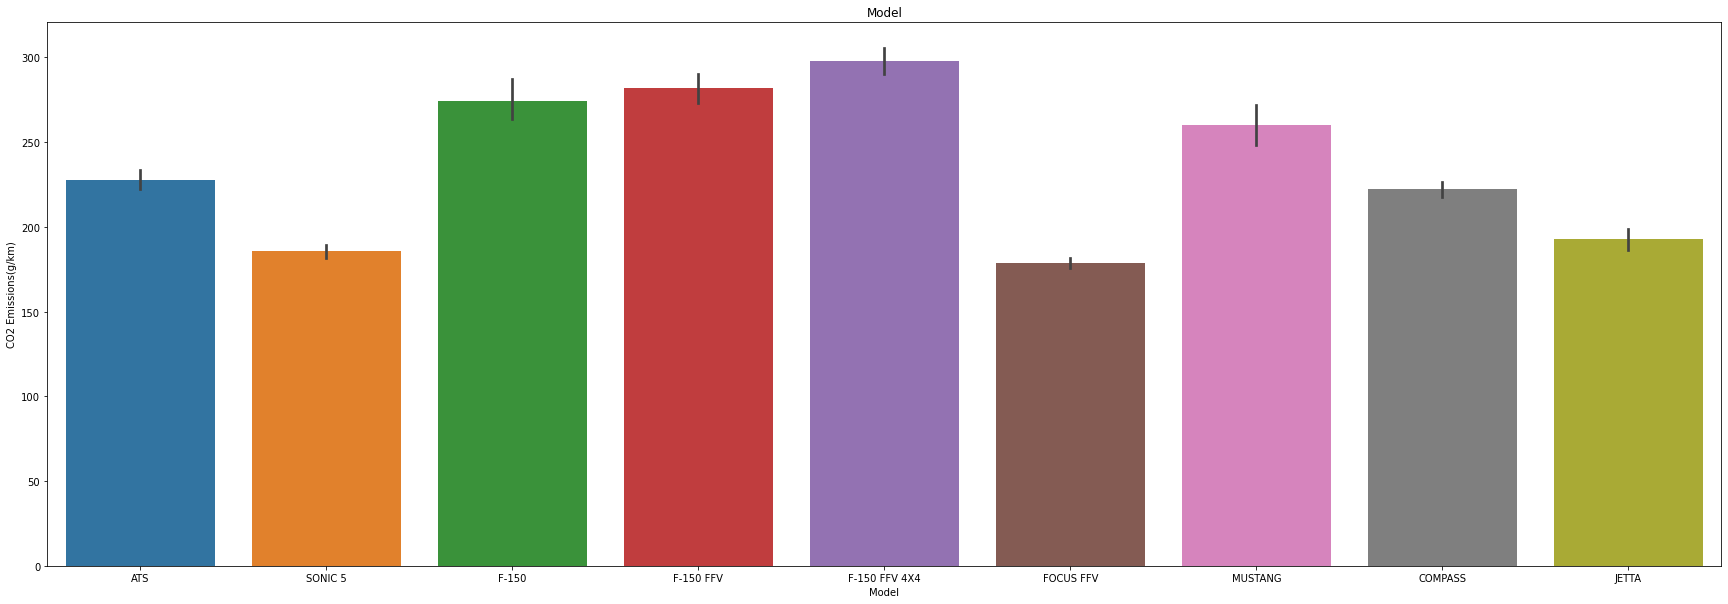 Model
CO2 Emissions(g/km)
300
250
200
150
100
50
0
ATS SONIC 5 F-150 F-150 FFV F-150 FFV 4X4 FOCUS FFV MUSTANG COMPASS JETTA
Model